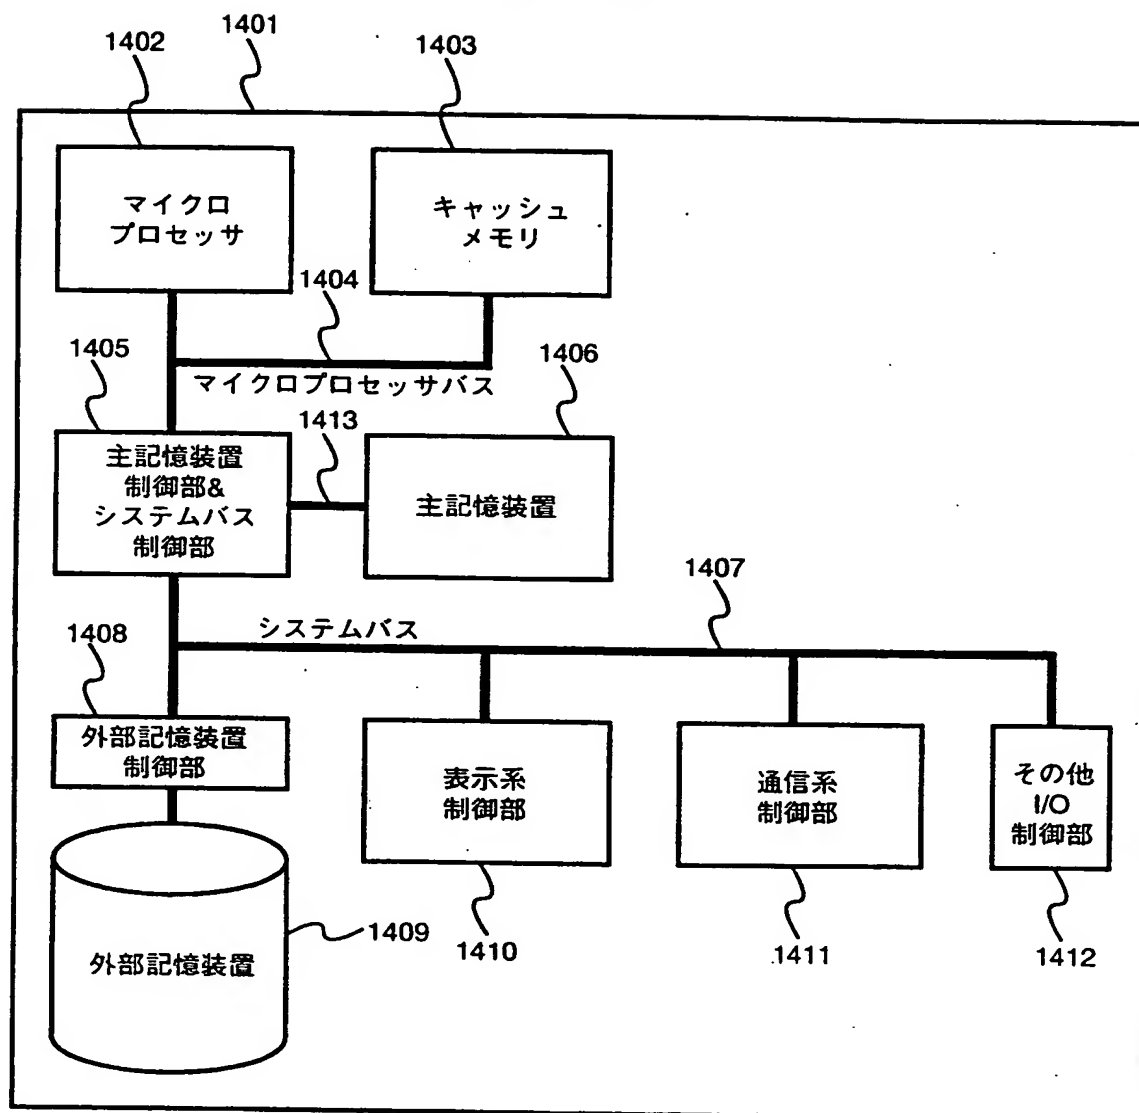 1401
1402
1403
マイクロ
プロセッサ
キャッシュ
メモリ
1404
1405
1406
マイクロプロセッサバス
1413
主記憶装置
制御部&
システムバス
制御部
主記憶装置
1407
システムバス
1408
外部記憶装置
制御部
表示系
制御部
通信系
制御部
その他
I/O
制御部
1409
1410
1411
1412
外部記憶装置